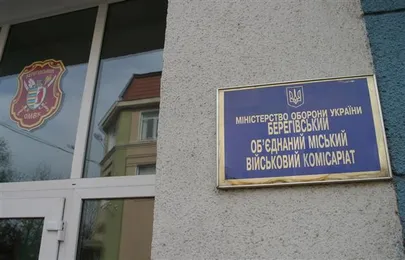 МІНІСТЕРСТВО ОБОРОНИ УКРАЇНИ
БЕРЕГІВСЬКИЙ
ОБ'ЄДНАНИЙ МІСЬКИЙ
ВІЙСЬКОВИЙ КОМІСАРІАТ